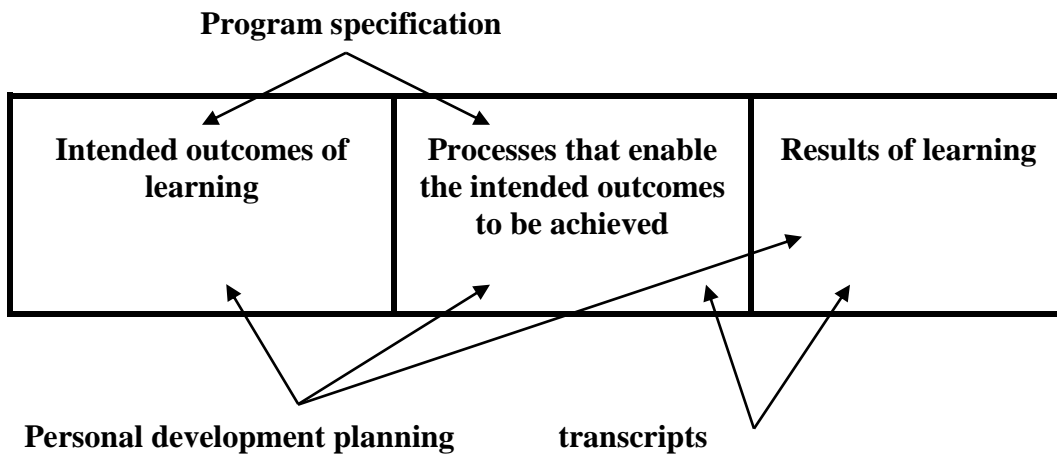 Program specification
Intended outcomes of
learning
Processes that enable
the intended outcomes
to be achieved
Results of learning
Personal development planning
transcripts